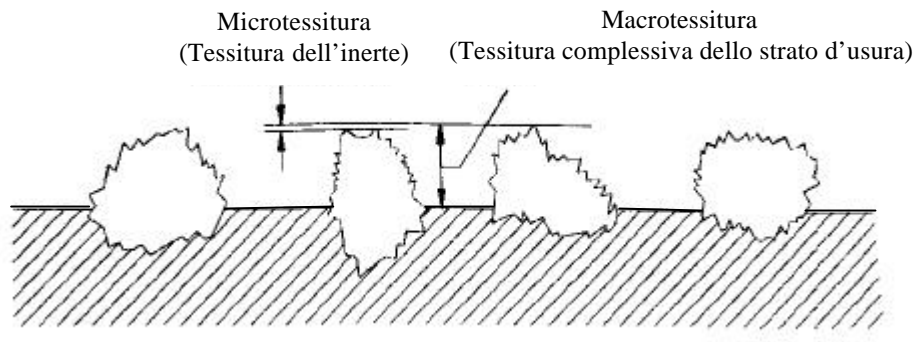 Microtessitura
(Tessitura dell’inerte)
Macrotessitura
(Tessitura complessiva dello strato d’usura)